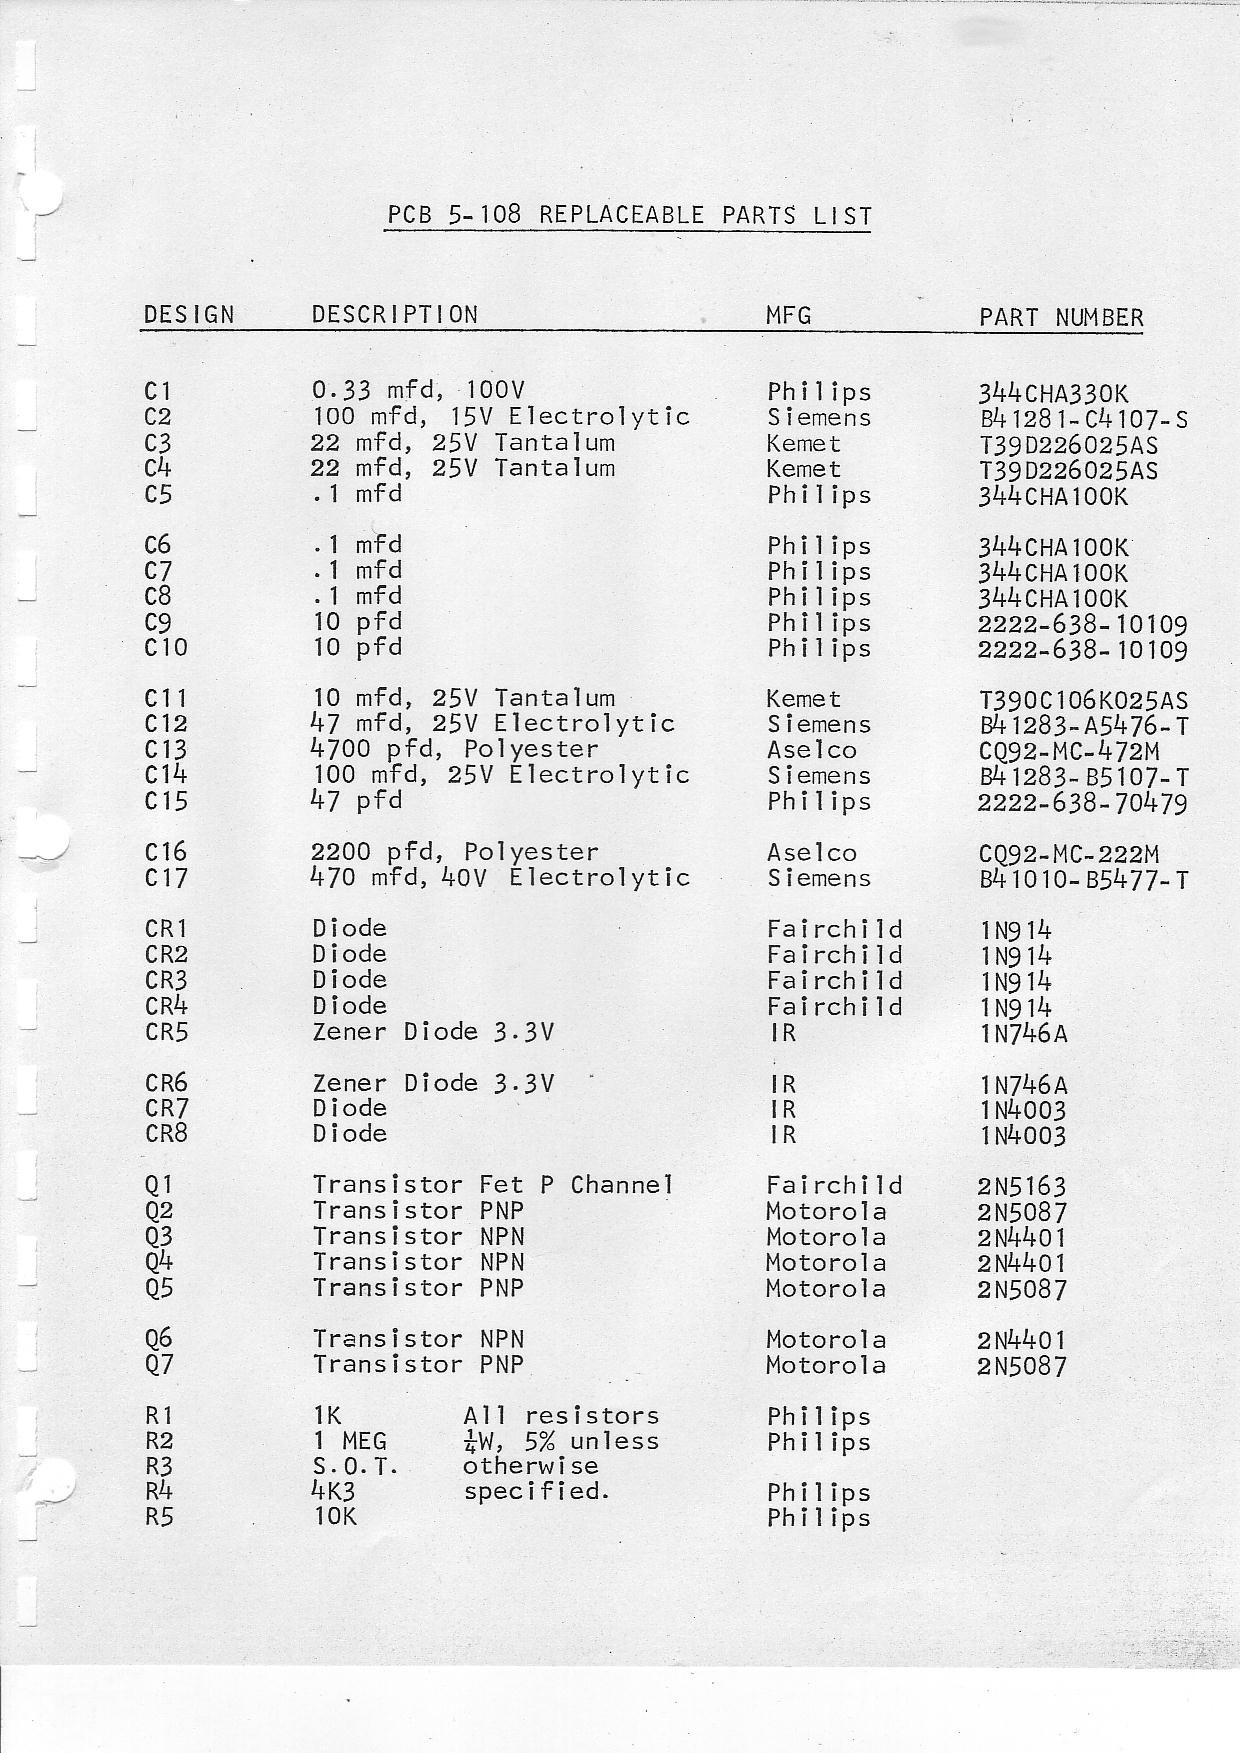 PCB 5-108 REPLACEABLE PARTS LIST
DESIGN DESCRIPTION MFG PART NUMBER
C1 0.33 mfd, 100V Philips 344CHA330K
C2 100 mfd, 15V Electrolytic Siemens B41281-C4107-S
C3 22 mfd, 25V Tantalum Kemet T39D226025AS
C4 22 mfd, 25V Tantalum Kemet T39D226025AS
C5 .1 mfd Philips 344CHA100K
C6 .1 mfd Philips 344CHA100K
C7 .1 mfd Philips 344CHA100K
C8 .1 mfd Philips 344CHA100K
C9 10 pfd Philips 2222-638-10109
C10 10 pfd Philips 2222-638-10109
C11 10 mfd, 25V Tantalum Kemet T390C106K025AS
C12 47 mfd, 25V Electrolytic Siemens B41283-A5476-T
C13 4700 pfd, Polyester Aselco CQ92-MC-472M
C14 100 mfd, 25V Electrolytic Siemens B41283-B5107-T
C15 47 pfd Philips 2222-638-70479
C16 2200 pfd, Polyester Aselco CQ92-MC-222M
C17 470 mfd, 40V Electrolytic Siemens B41010-B5477-T
CR1 Diode Fairchild 1N914
CR2 Diode Fairchild 1N914
CR3 Diode Fairchild 1N914
CR4 Diode Fairchild 1N914
CR5 Zener Diode 3.3V IR 1N746A
CR6 Zener Diode 3.3V IR 1N746A
CR7 Diode IR 1N4003
CR8 Diode IR 1N4003
Q1 Transistor Fet P Channel Fairchild 2N5163
Q2 Transistor PNP Motorola 2N5087
Q3 Transistor NPN Motorola 2N4401
Q4 Transistor NPN Motorola 2N4401
Q5 Transistor PNP Motorola 2N5087
Q6 Transistor NPN Motorola 2N4401
Q7 Transistor PNP Motorola 2N5087
R1 1K All resistors Philips
R2 1 MEG ¼W, 5% unless Philips
R3 S.O.T. otherwise
R4 4K3 specified. Philips
R5 10K Philips